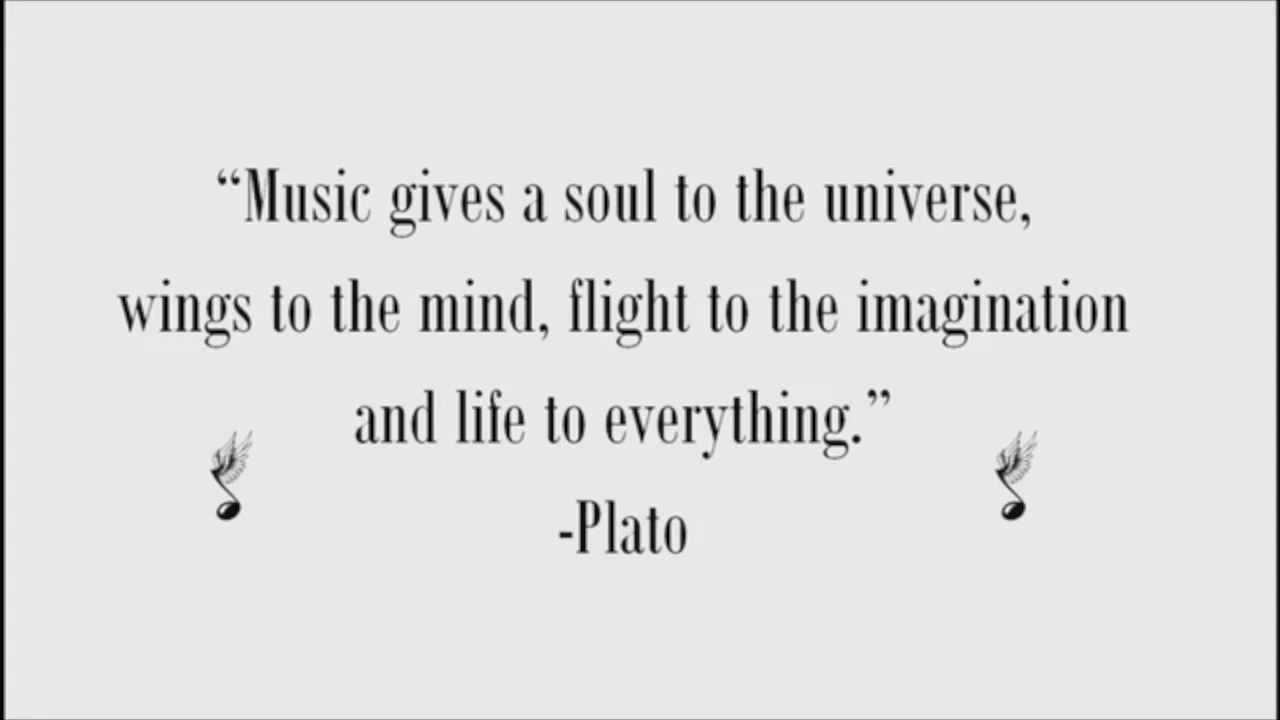 “Music gives a soul to the universe,
wings to the mind, flight to the imagination
and life to everything.”
-Plato